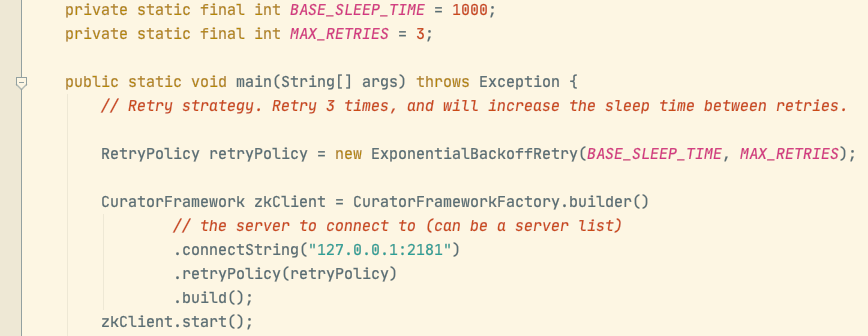 private static final int BASE_SLEEP_TIME = 1000;
private static final int MAX_RETRIES = 3;
public static void main(String[] args) throws Exception {
// Retry strategy. Retry 3 times, and will increase the sleep time between retries.
RetryPolicy retryPolicy = new ExponentialBackoffRetry(BASE_SLEEP_TIME, MAX_RETRIES);
CuratorFramework zkClient = CuratorFrameworkFactory.builder()
// the server to connect to (can be a server list)
.connectString("127.0.0.1:2181")
.retryPolicy(retryPolicy)
.build();
zkClient.start();